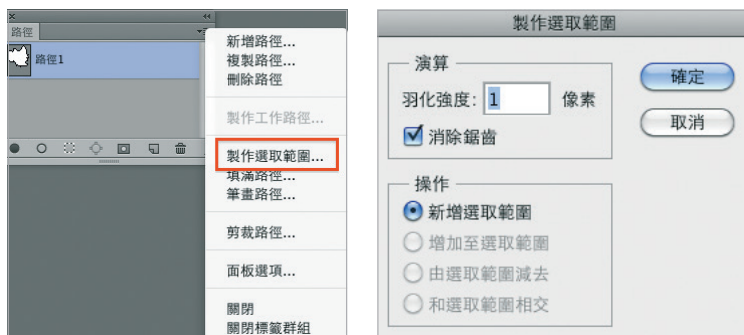 路徑
路徑1
新增路徑...
複製路徑...
刪除路徑
製作工作路徑...
製作選取範圍...
填滿路徑...
筆畫路徑...
剪裁路徑...
面板選項...
關閉
關閉標籤群組
製作選取範圍
演算
羽化強度: 1 像素
消除鋸齒
確定
取消
操作
新增選取範圍
增加至選取範圍
由選取範圍減去
和選取範圍相交